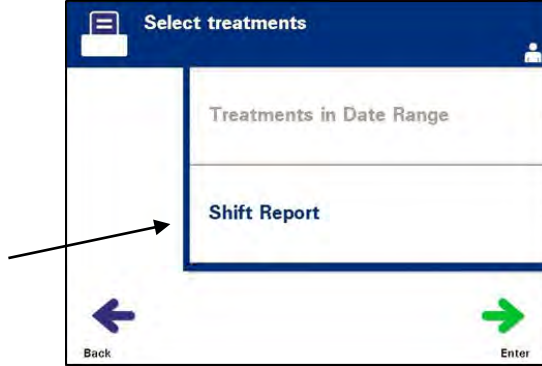 Select treatments
Treatments in Date Range
Shift Report
Back
Enter